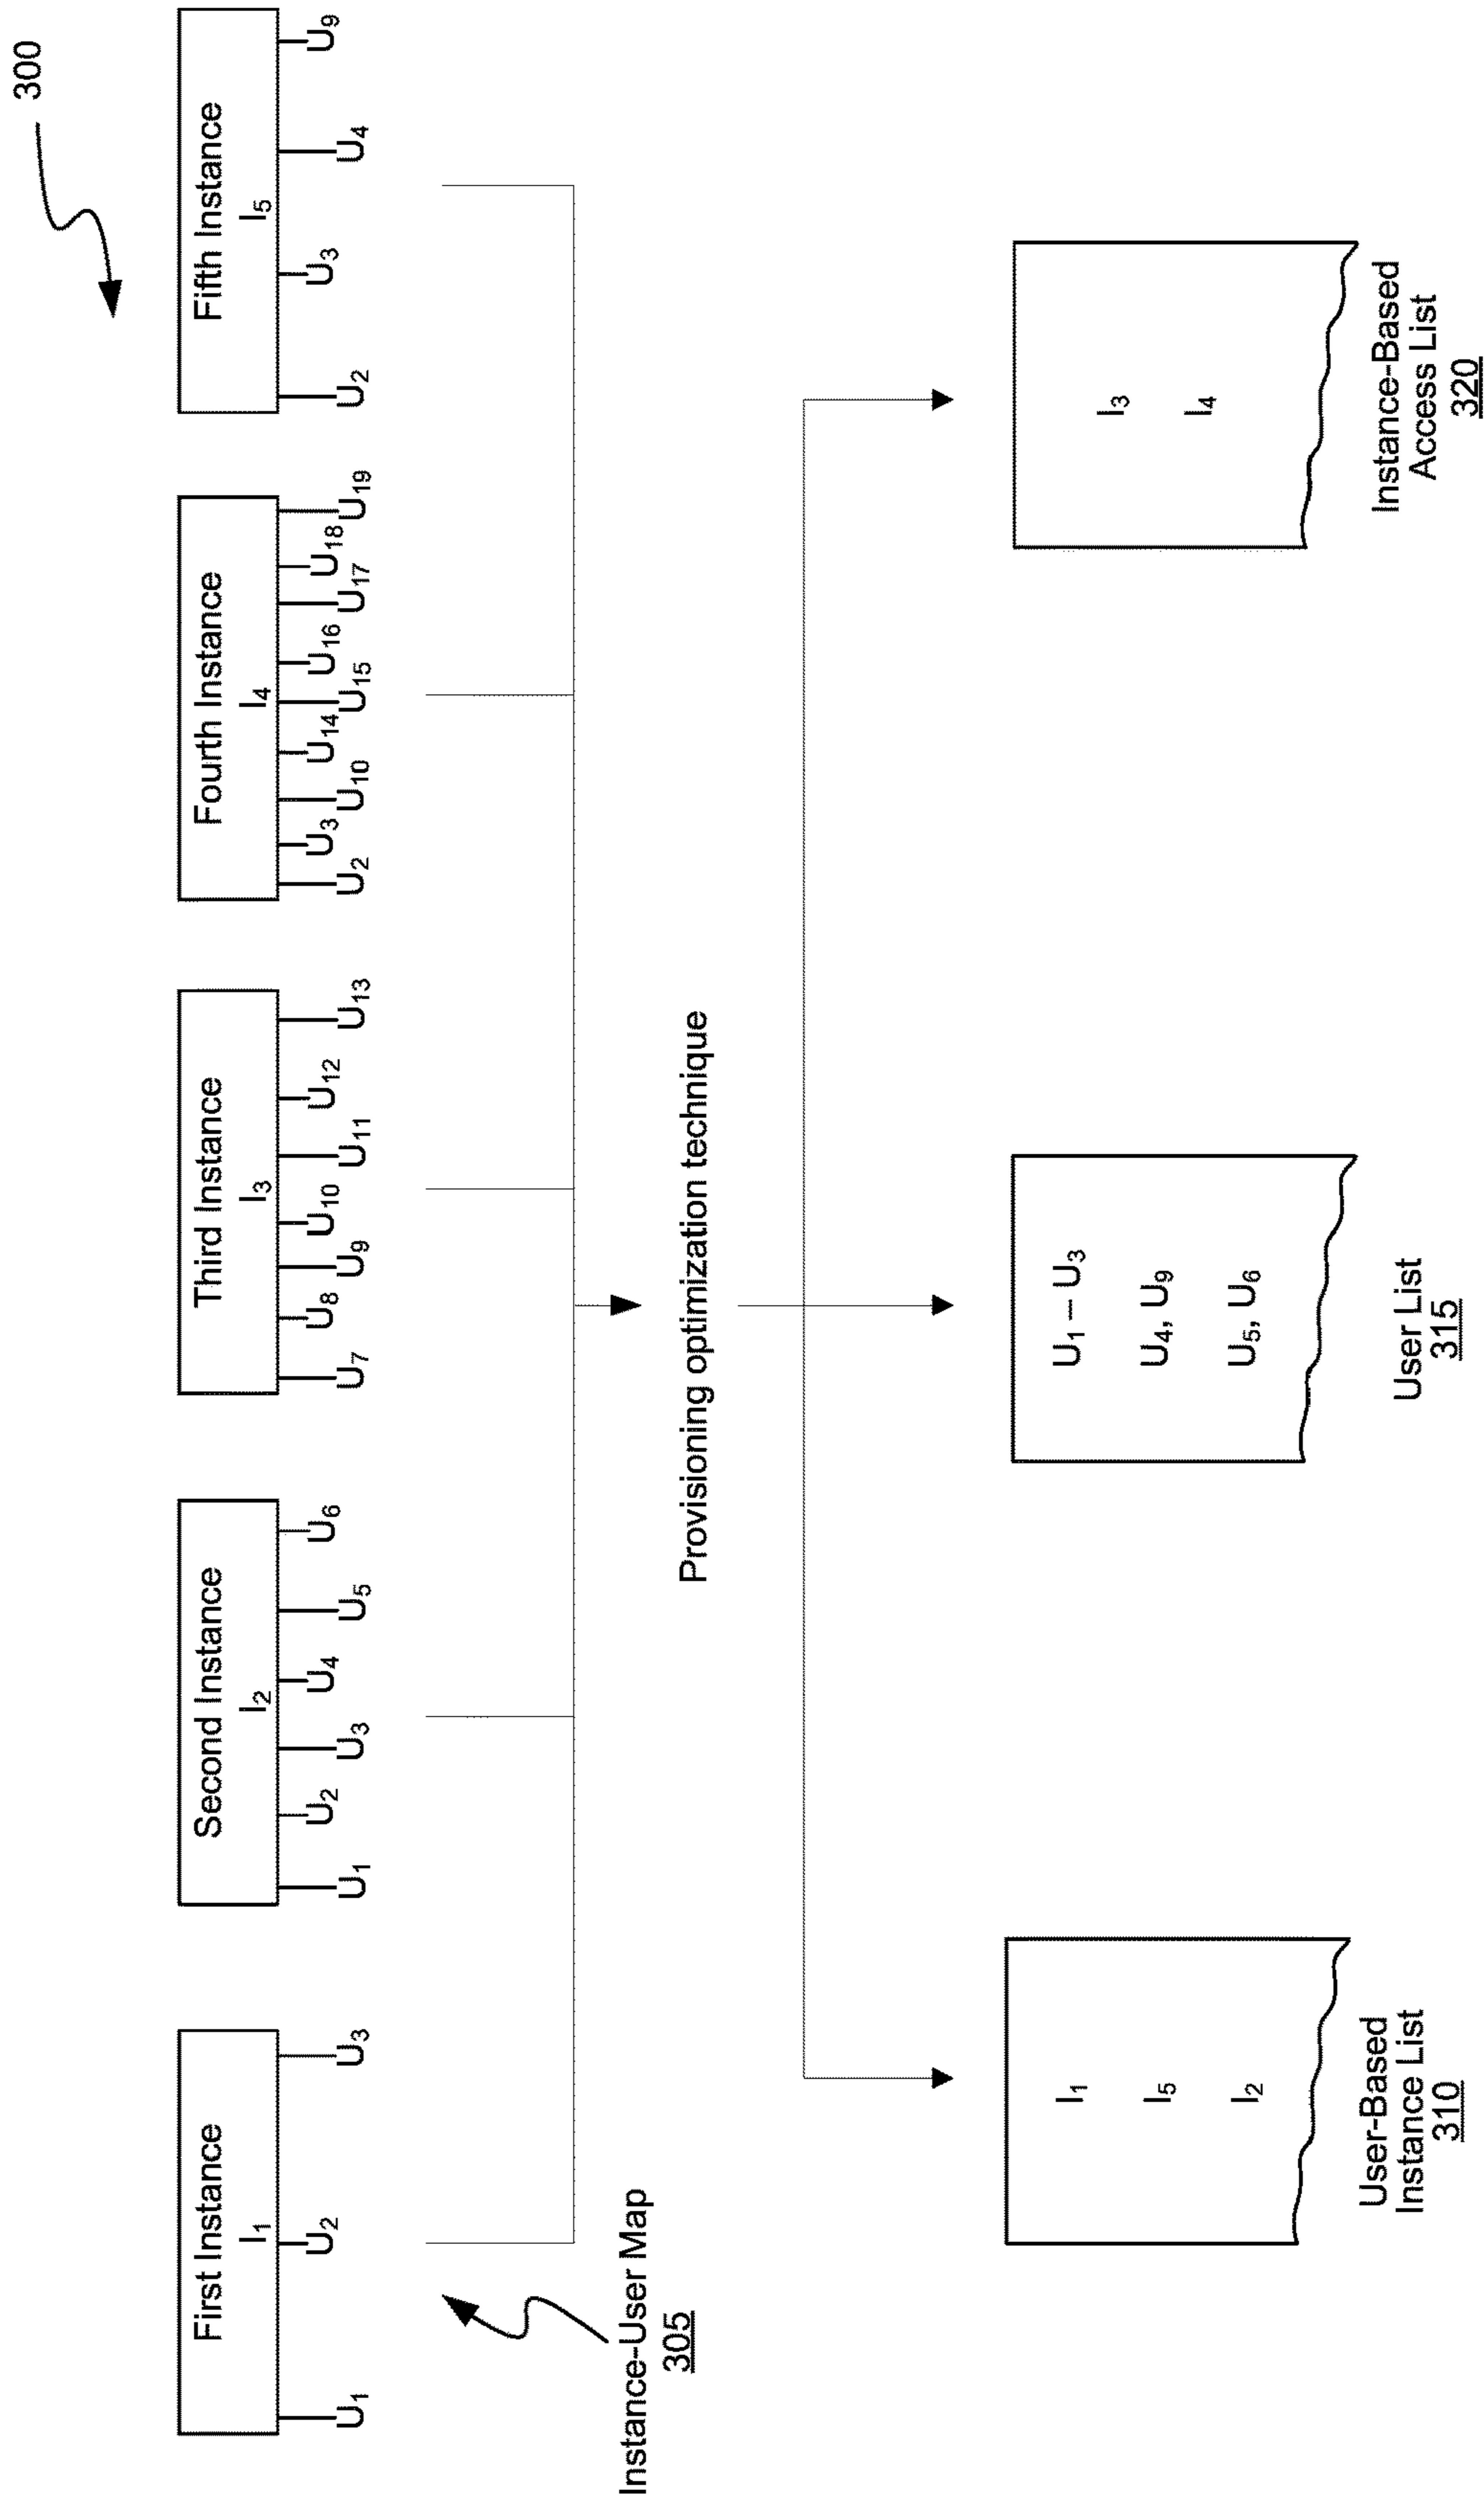 300
First Instance
I₁
U₁
U₂
U₃
Second Instance
I₂
U₁
U₂
U₃
U₄
U₅
U₆
Third Instance
I₃
U₇
U₈
U₉
U₁₀
U₁₁
U₁₂
U₁₃
Fourth Instance
I₄
U₂
U₃
U₁₀
U₁₄
U₁₅
U₁₆
U₁₇
U₁₈
U₁₉
Fifth Instance
I₅
U₂
U₃
U₄
U₉
Instance-User Map
305
Provisioning optimization technique
I₁
I₅
I₂
User-Based
Instance List
310
U₁ – U₃
U₄, U₉
U₅, U₆
User List
315
I₃
I₄
Instance-Based
Access List
320